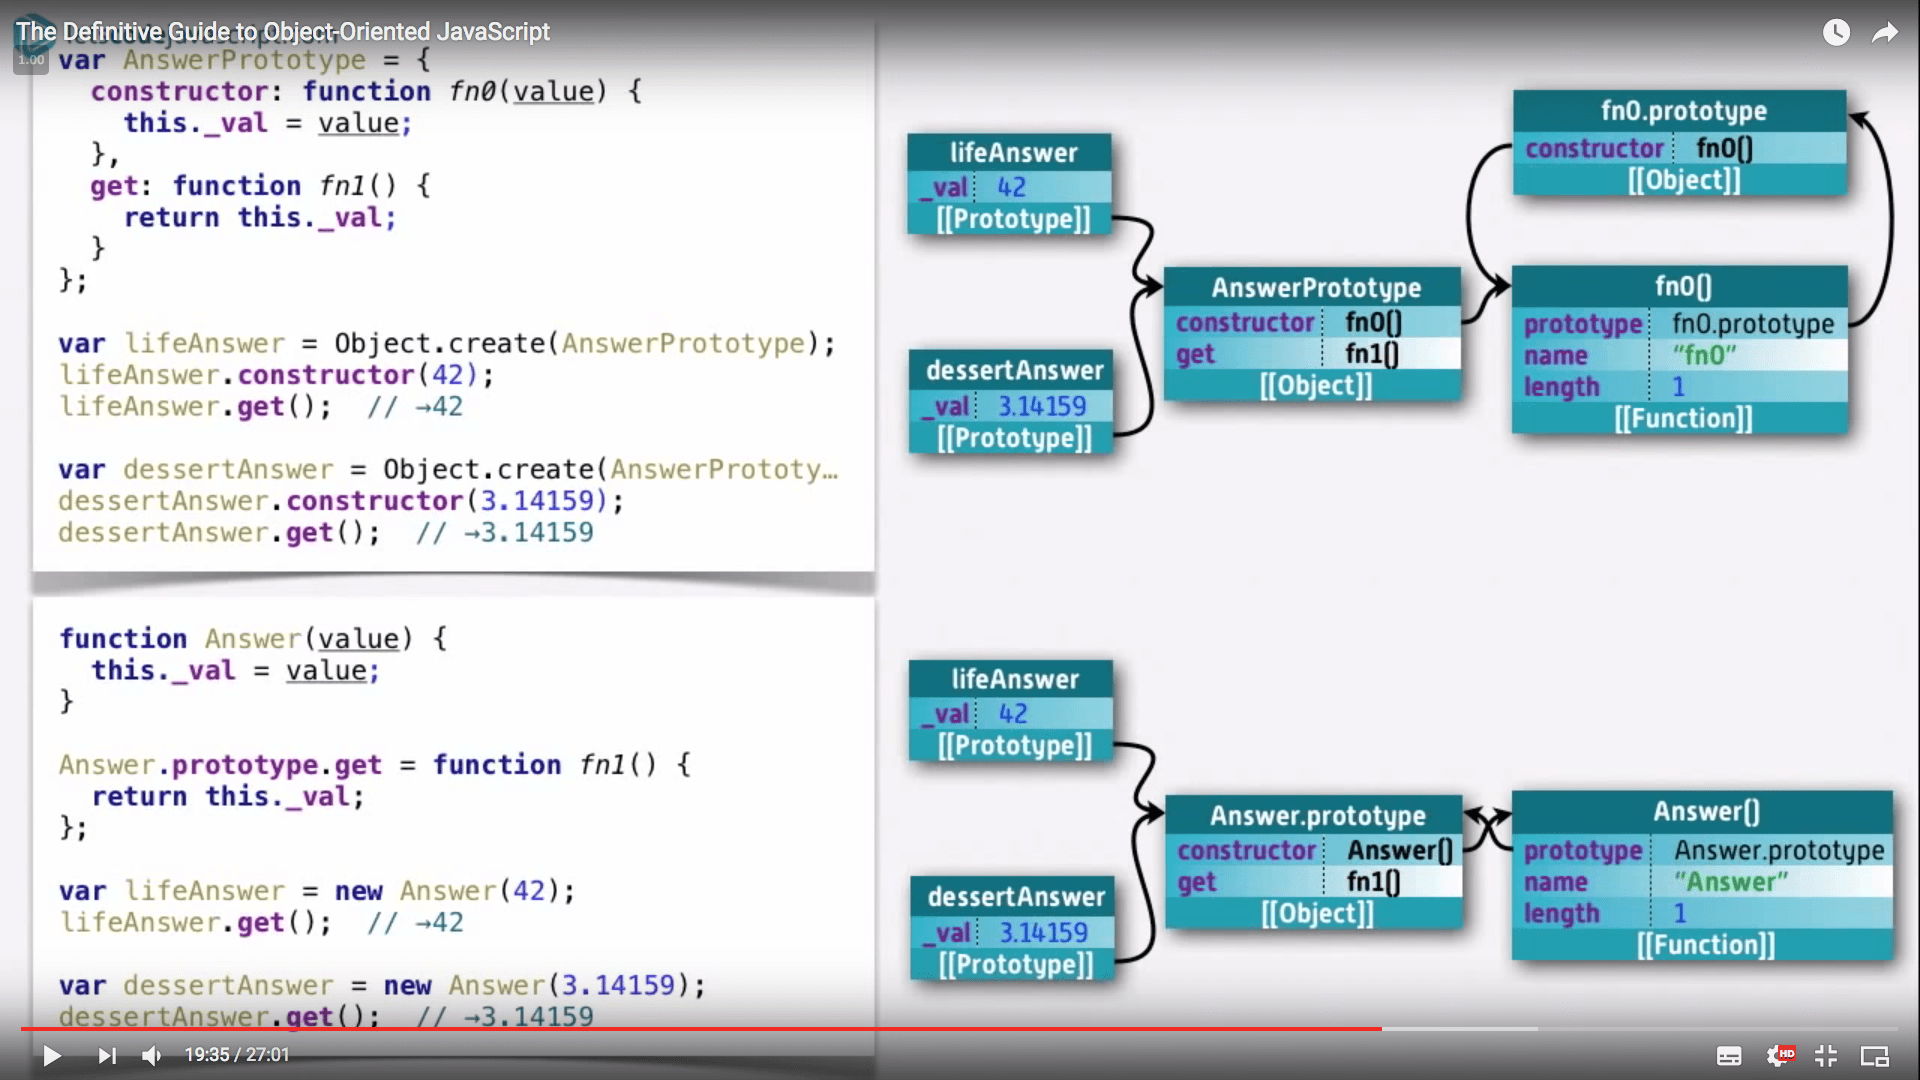 The Definitive Guide to Object-Oriented JavaScript
1.00
var AnswerPrototype = {
constructor: function fn0(value) {
this._val = value;
},
get: function fn1() {
return this._val;
}
};
var lifeAnswer = Object.create(AnswerPrototype);
lifeAnswer.constructor(42);
lifeAnswer.get();  // →42
var dessertAnswer = Object.create(AnswerPrototy…
dessertAnswer.constructor(3.14159);
dessertAnswer.get();  // →3.14159
lifeAnswer
_val 42
[[Prototype]]
dessertAnswer
_val 3.14159
[[Prototype]]
AnswerPrototype
constructor fn0()
get fn1()
[[Object]]
fn0.prototype
constructor fn0()
[[Object]]
fn0()
prototype fn0.prototype
name "fn0"
length 1
[[Function]]
function Answer(value) {
this._val = value;
}
Answer.prototype.get = function fn1() {
return this._val;
};
var lifeAnswer = new Answer(42);
lifeAnswer.get();  // →42
var dessertAnswer = new Answer(3.14159);
dessertAnswer.get();  // →3.14159
lifeAnswer
_val 42
[[Prototype]]
dessertAnswer
_val 3.14159
[[Prototype]]
Answer.prototype
constructor Answer()
get fn1()
[[Object]]
Answer()
prototype Answer.prototype
name "Answer"
length 1
[[Function]]
19:35 / 27:01
HD